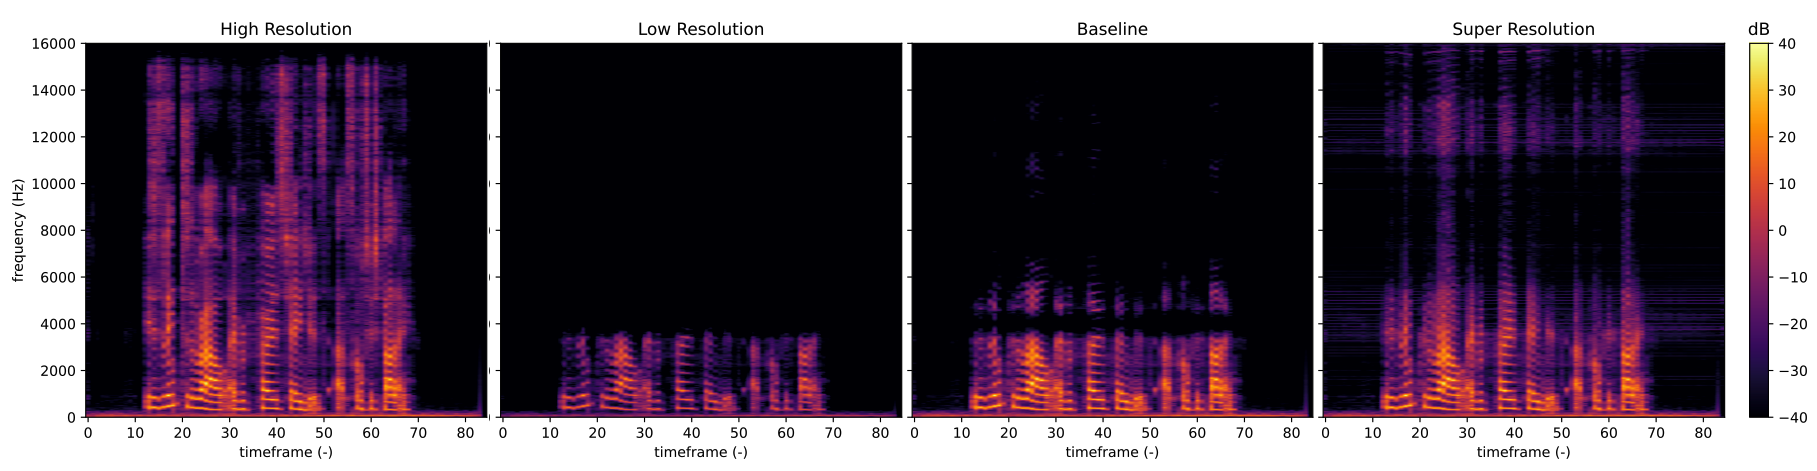 High Resolution
Low Resolution
Baseline
Super Resolution
dB
frequency (Hz)
16000
14000
12000
10000
8000
6000
4000
2000
0
0 10 20 30 40 50 60 70 80
0 10 20 30 40 50 60 70 80
0 10 20 30 40 50 60 70 80
0 10 20 30 40 50 60 70 80
timeframe (-)
timeframe (-)
timeframe (-)
timeframe (-)
40
30
20
10
0
−10
−20
−30
−40